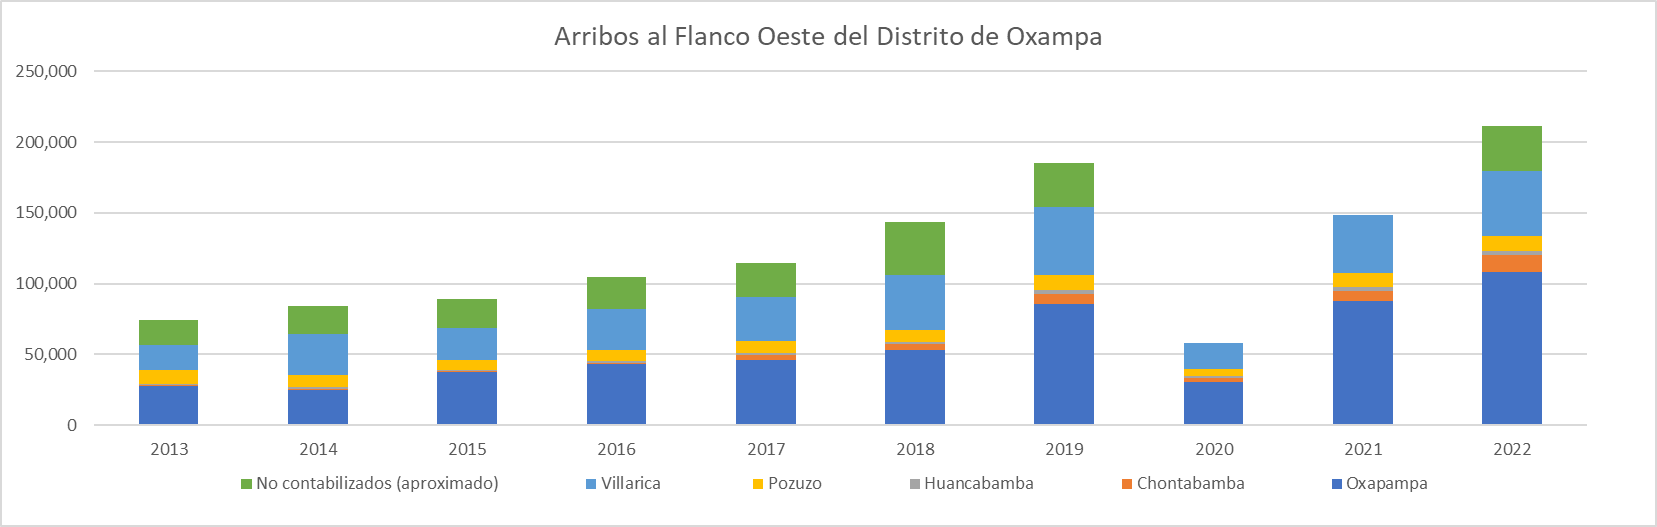 Arribos al Flanco Oeste del Distrito de Oxampa
250,000
200,000
150,000
100,000
50,000
0
2013 2014 2015 2016 2017 2018 2019 2020 2021 2022
No contabilizados (aproximado) Villarica Pozuzo Huancabamba Chontabamba Oxapampa